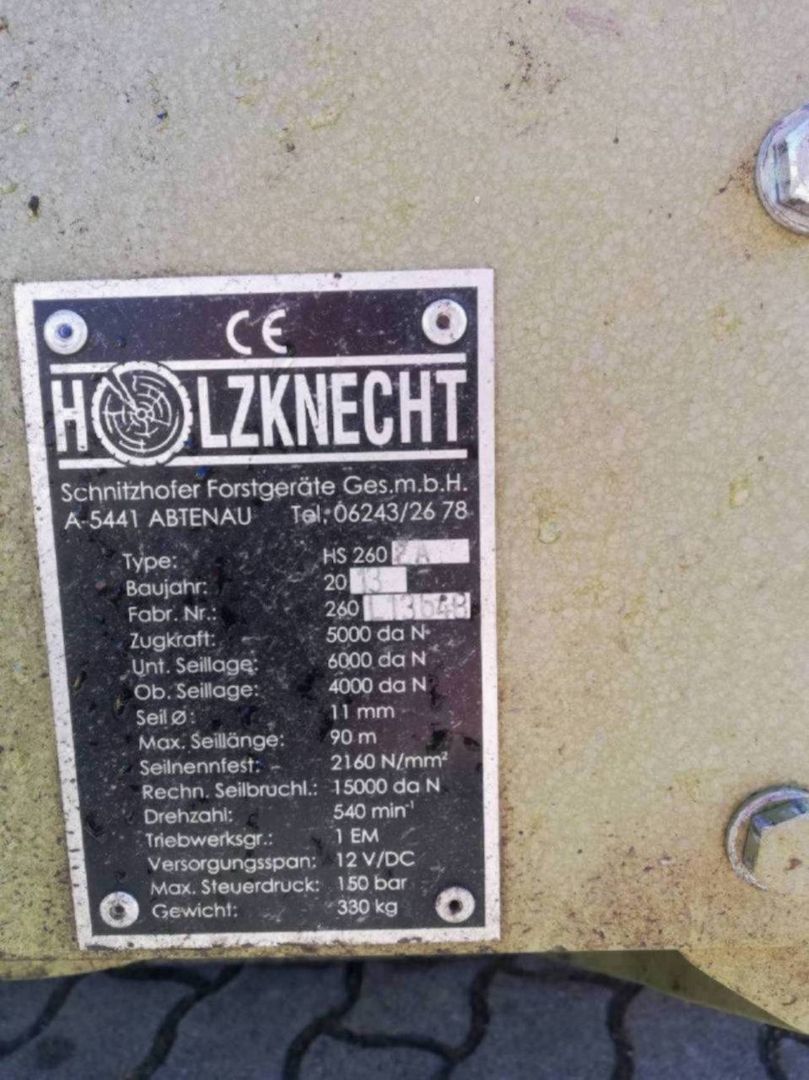 CE
HOLZKNECHT
Schnitzhofer Forstgeräte Ges.m.b.H.
A-5441 ABTENAU Tel. 06243/26 78
Type: HS 260
Baujahr: 2013
Fabr. Nr.: 260
Zugkraft: 5000 da N
Unt. Seillage: 6000 da N
Ob. Seillage: 4000 da N
Seil Ø: 11 mm
Max. Seillänge: 90 m
Seilnennfest: 2160 N/mm²
Rechn. Seilbruchl.: 15000 da N
Drehzahl: 540 min⁻¹
Triebwerksgr.: 1 EM
Versorgungsspan: 12 V/DC
Max. Steuerdruck: 150 bar
Gewicht: 330 kg